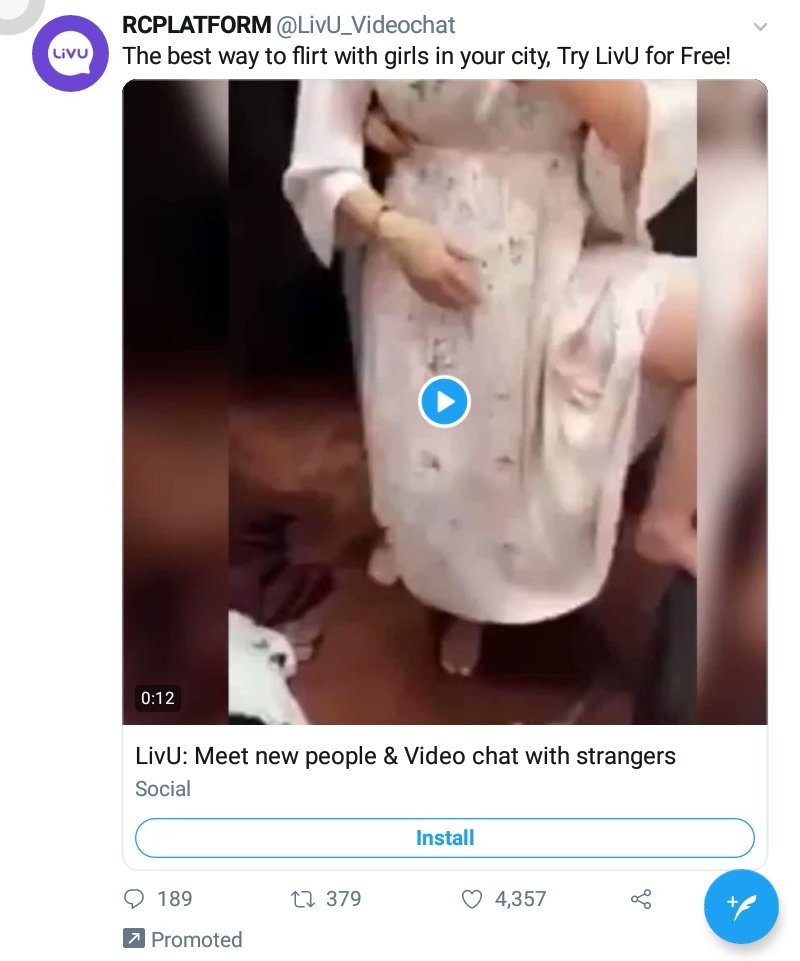 RCPLATFORM @LivU_Videochat
LivU
The best way to flirt with girls in your city, Try LivU for Free!
0:12
LivU: Meet new people & Video chat with strangers
Social
Install
189 379 4,357
Promoted